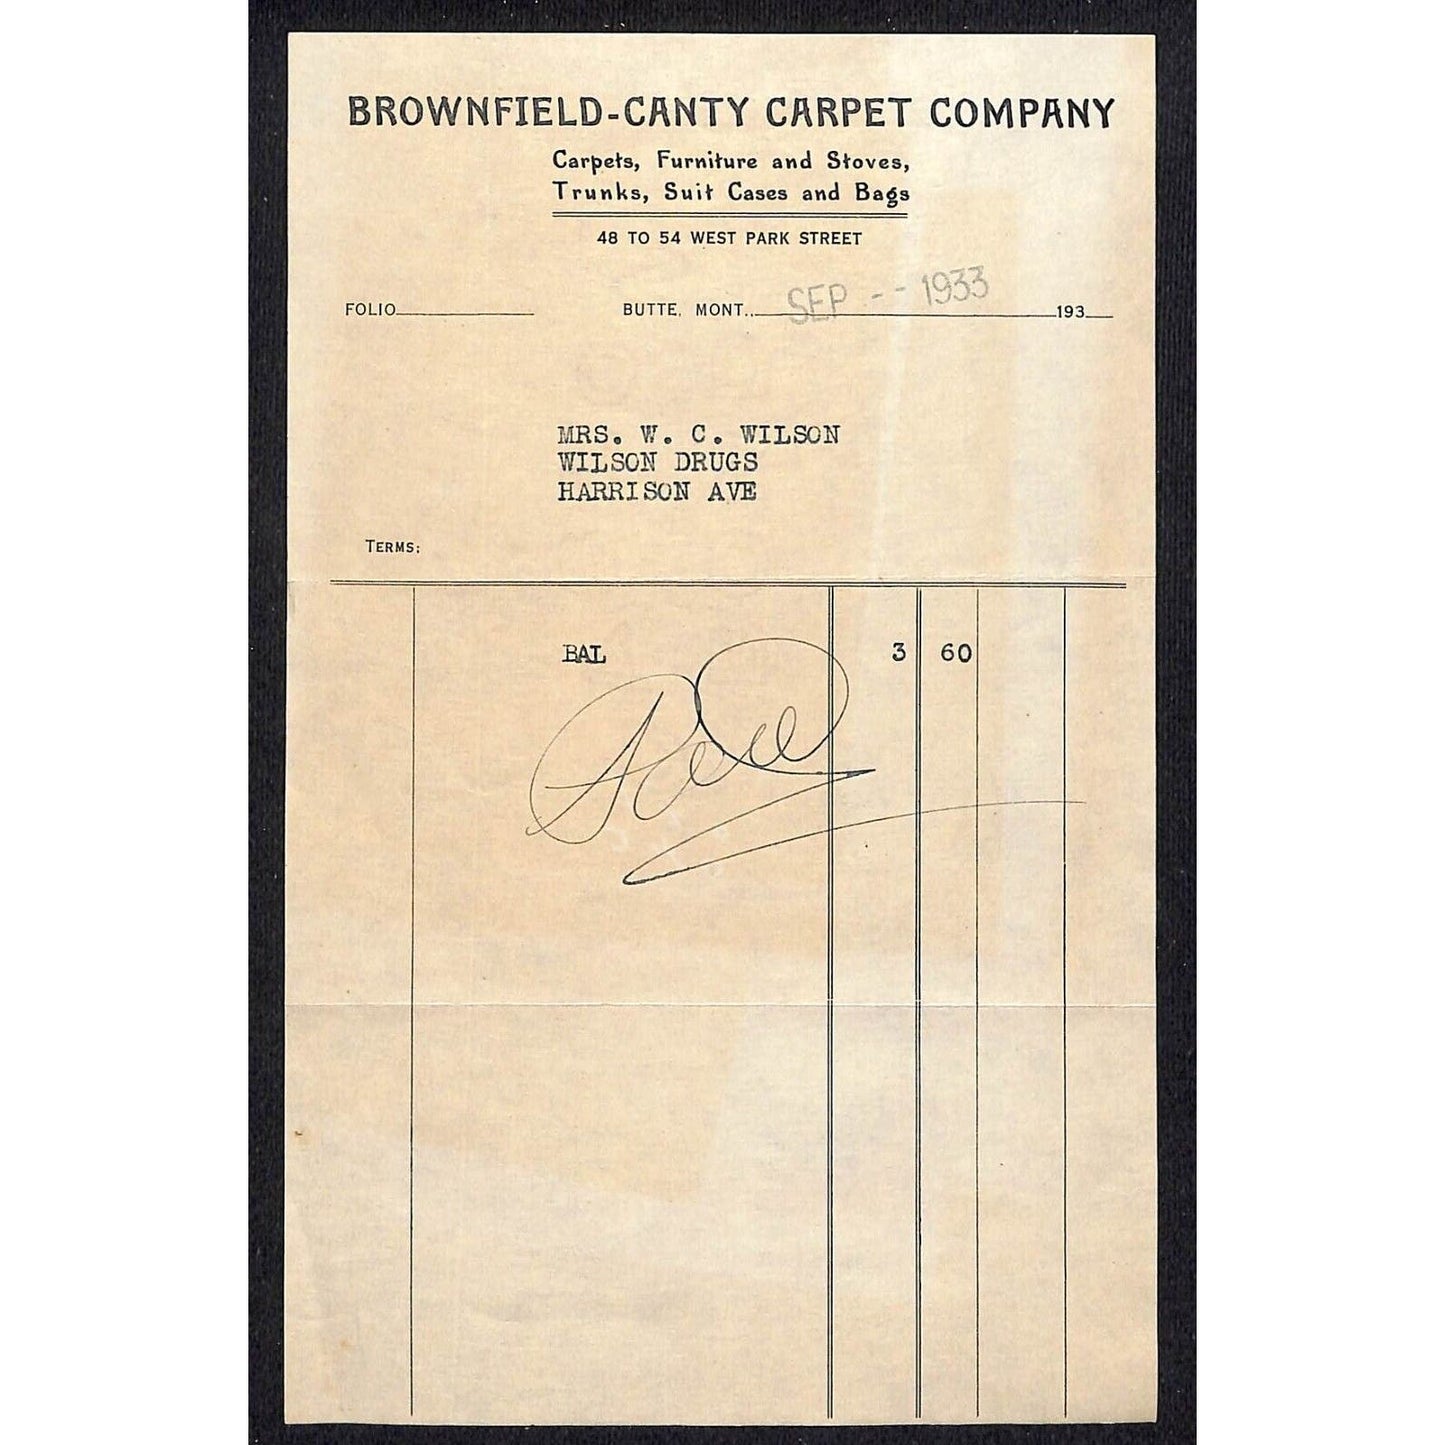 BROWNFIELD-CANTY CARPET COMPANY
Carpets, Furniture and Stoves,
Trunks, Suit Cases and Bags
48 TO 54 WEST PARK STREET
SEP -- 1933
FOLIO BUTTE, MONT., 193
MRS. W. C. WILSON
WILSON DRUGS
HARRISON AVE
TERMS:
BAL 3 60